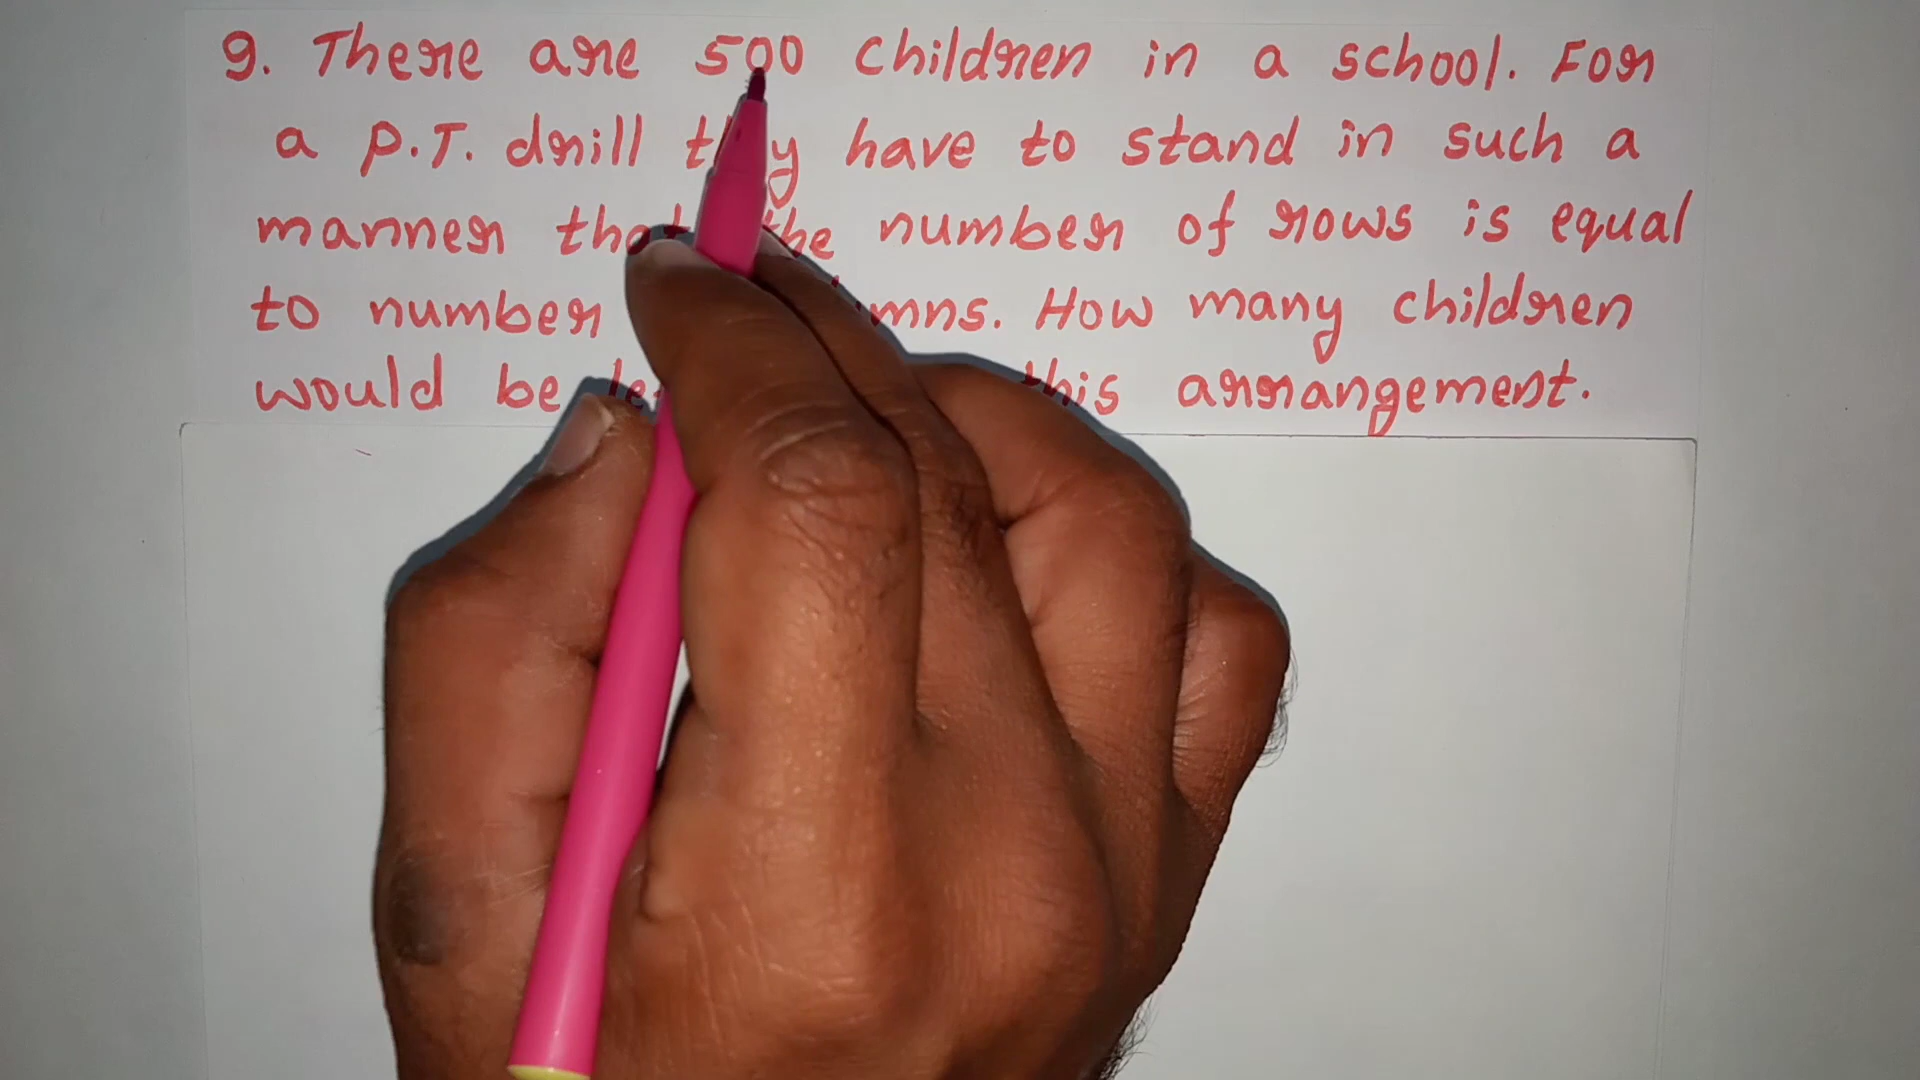 9. There are 500 children in a school. For
a P.T. drill they have to stand in such a
manner that the number of rows is equal
to number mns. How many children
would be this arrangement.